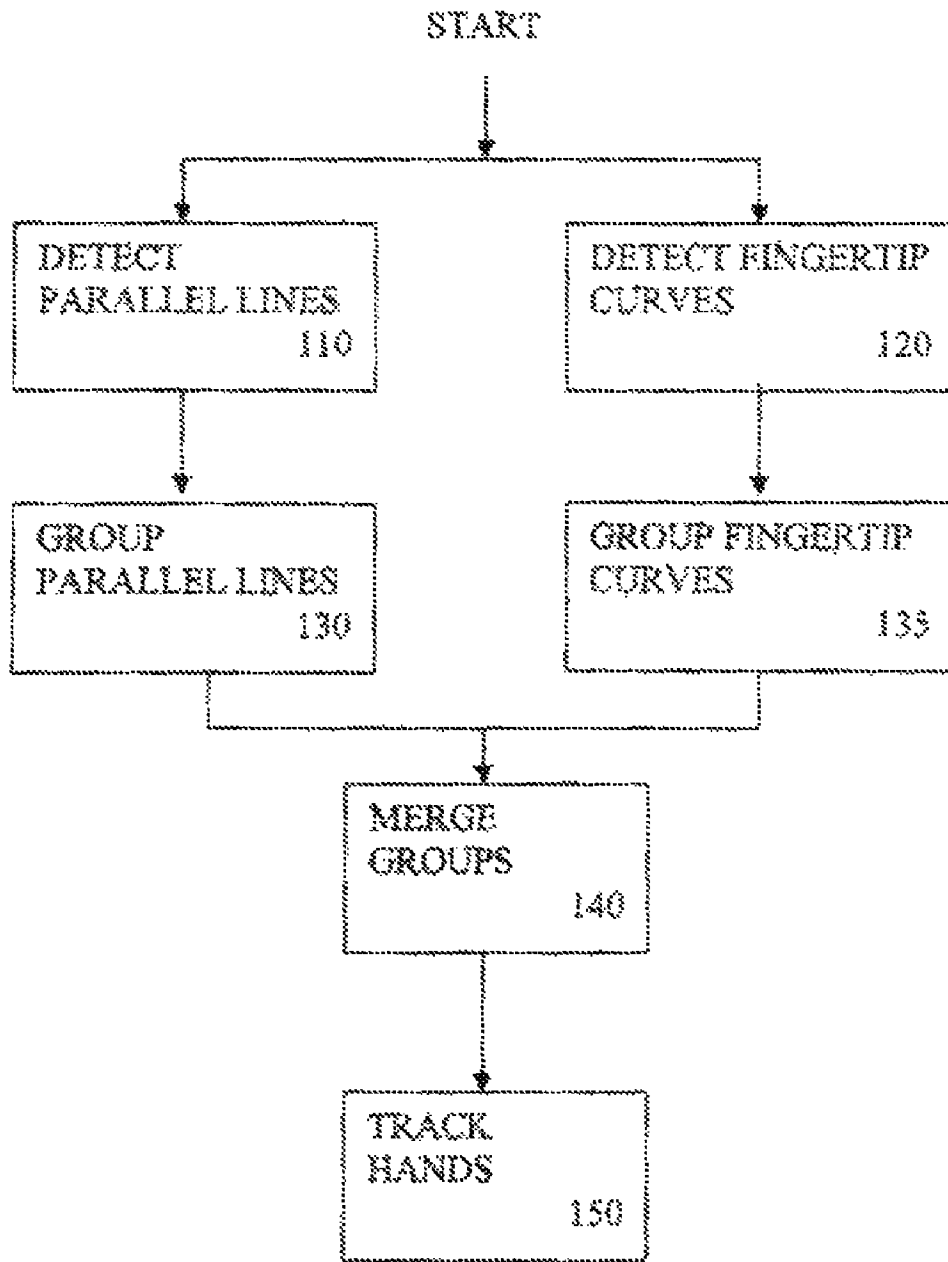 START
DETECT
PARALLEL LINES
110
DETECT FINGERTIP
CURVES
120
GROUP
PARALLEL LINES
130
GROUP FINGERTIP
CURVES
135
MERGE
GROUPS
140
TRACK
HANDS
150